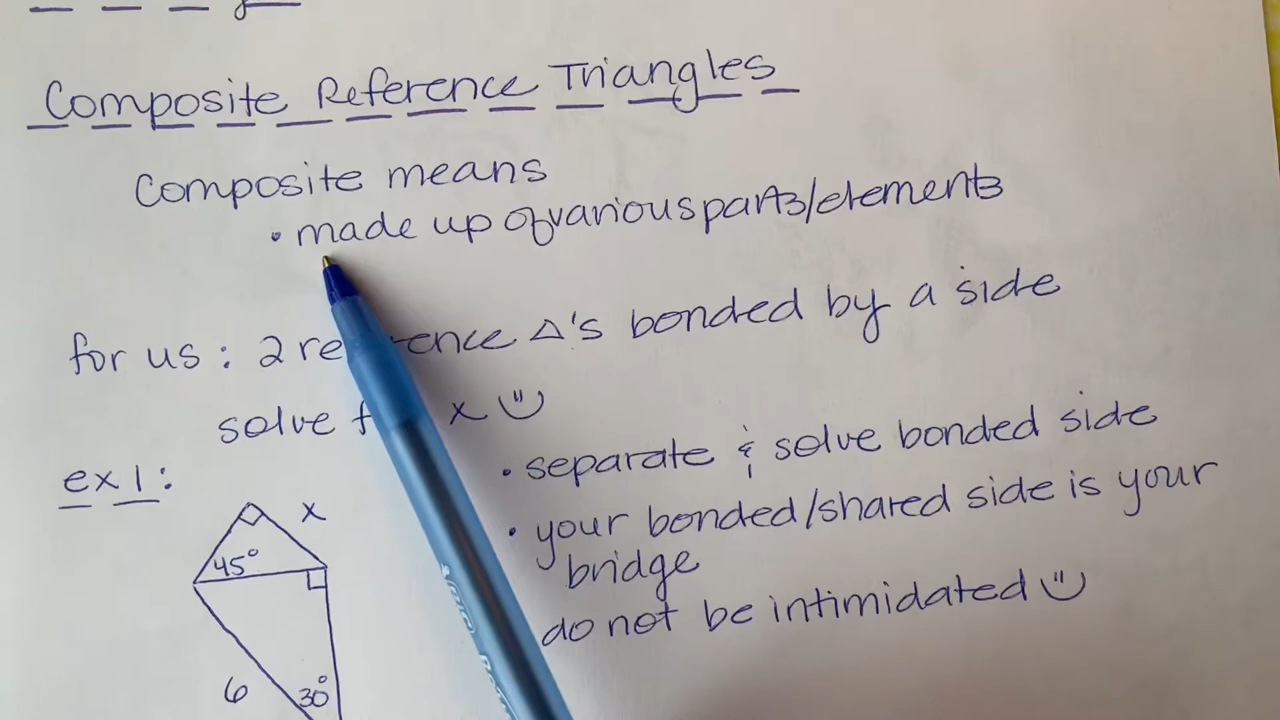 Composite Reference Triangles
Composite means
• made up of various parts/elements
for us : 2 re ence Δ's bonded by a side
solve f x
ex 1:
• separate & solve bonded side
• your bonded/shared side is your
bridge
do not be intimidated
x
45°
6
30°